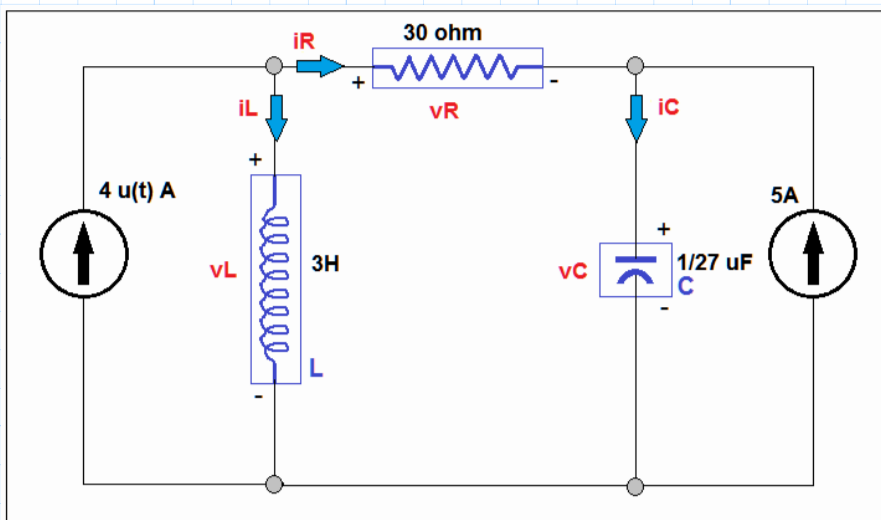 30 ohm
iR
+
-
vR
iL
iC
+
4 u(t) A
5A
+
vL
3H
vC
1/27 uF
C
-
L
-